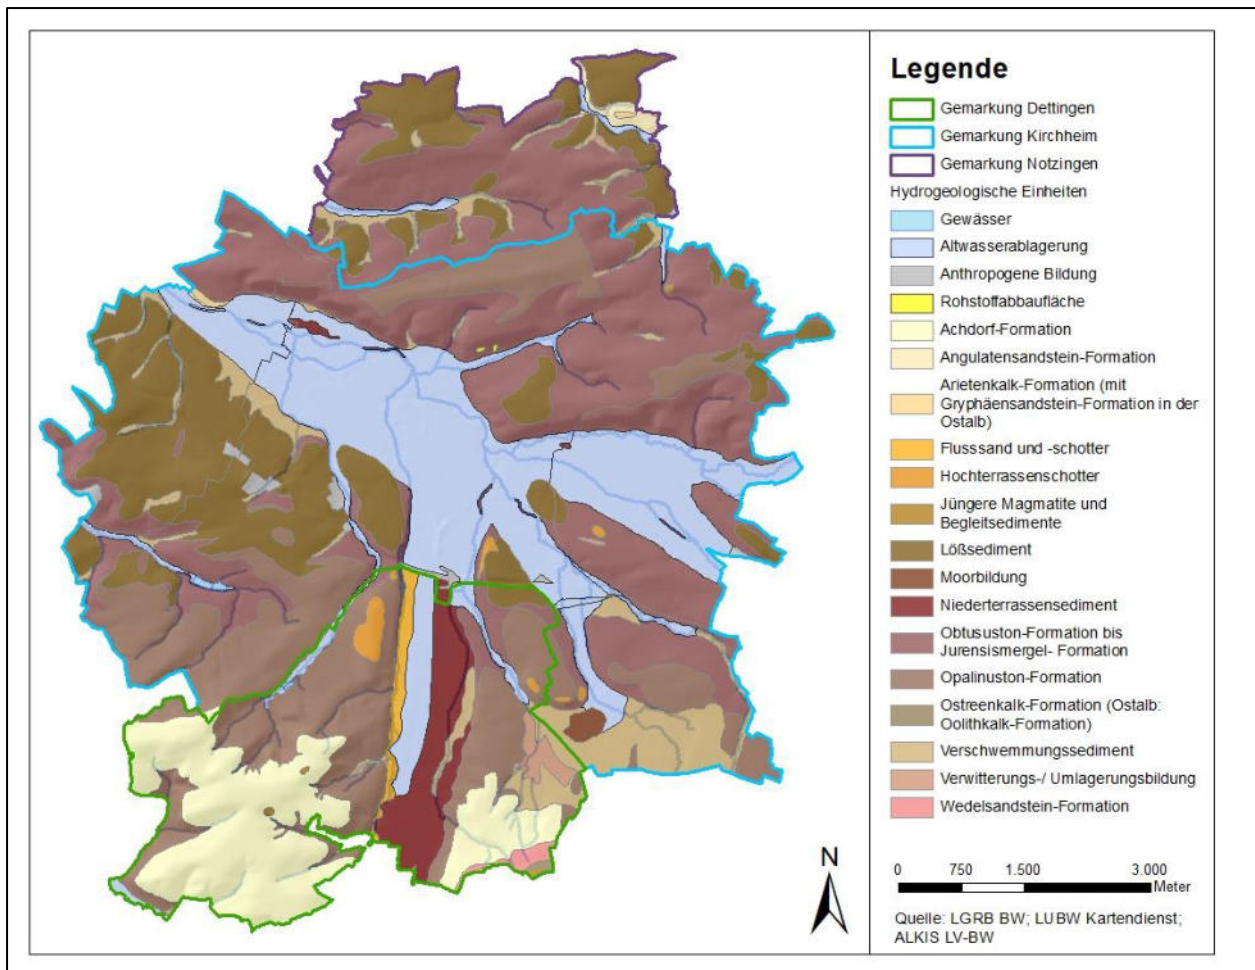 Legende
Gemarkung Dettingen
Gemarkung Kirchheim
Gemarkung Notzingen
Hydrogeologische Einheiten
Gewässer
Altwasserablagerung
Anthropogene Bildung
Rohstoffabbaufläche
Achdorf-Formation
Angulatensandstein-Formation
Arietenkalk-Formation (mit
Gryphäensandstein-Formation in der
Ostalb)
Flusssand und -schotter
Hochterrassenschotter
Jüngere Magmatite und
Begleitsedimente
Lößsediment
Moorbildung
Niederterrassensediment
Obtususton-Formation bis
Jurensismergel- Formation
Opalinuston-Formation
Ostreenkalk-Formation (Ostalb:
Oolithkalk-Formation)
Verschwemmungssediment
Verwitterungs-/ Umlagerungsbildung
Wedelsandstein-Formation
N
0 750 1.500 3.000
Meter
Quelle: LGRB BW; LUBW Kartendienst;
ALKIS LV-BW